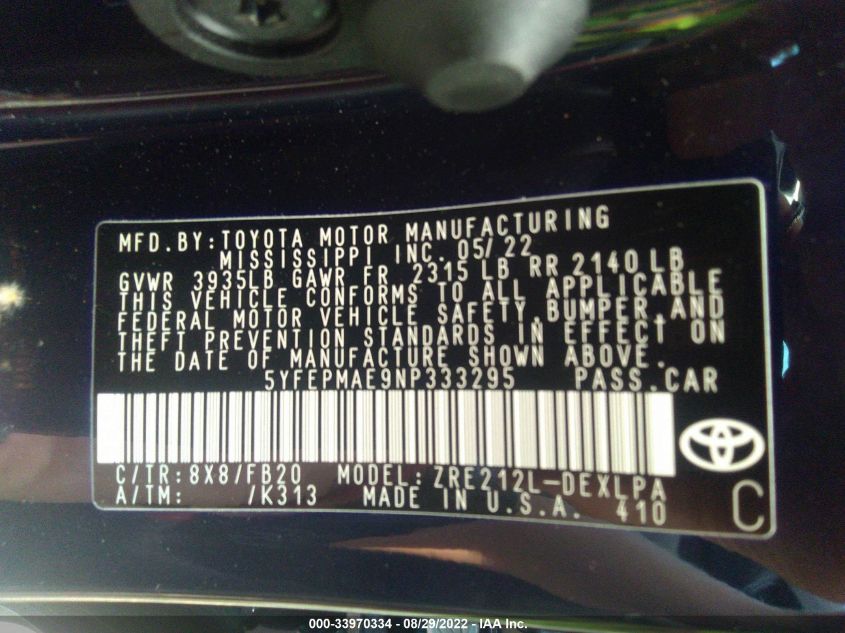 MFD.BY:TOYOTA MOTOR MANUFACTURING
MISSISSIPPI INC. 05/22
GVWR 3935LB GAWR FR 2315 LB RR 2140 LB
THIS VEHICLE CONFORMS TO ALL APPLICABLE
FEDERAL MOTOR VEHICLE SAFETY,BUMPER,AND
THEFT PREVENTION STANDARDS IN EFFECT ON
THE DATE OF MANUFACTURE SHOWN ABOVE.
5YFEPMAE9NP333295 PASS.CAR
C/TR:8X8/FB20 MODEL:ZRE212L-DEXLPA
A/TM: /K313 MADE IN U.S.A. 410
C
000-33970334 - 08/29/2022 - IAA Inc.